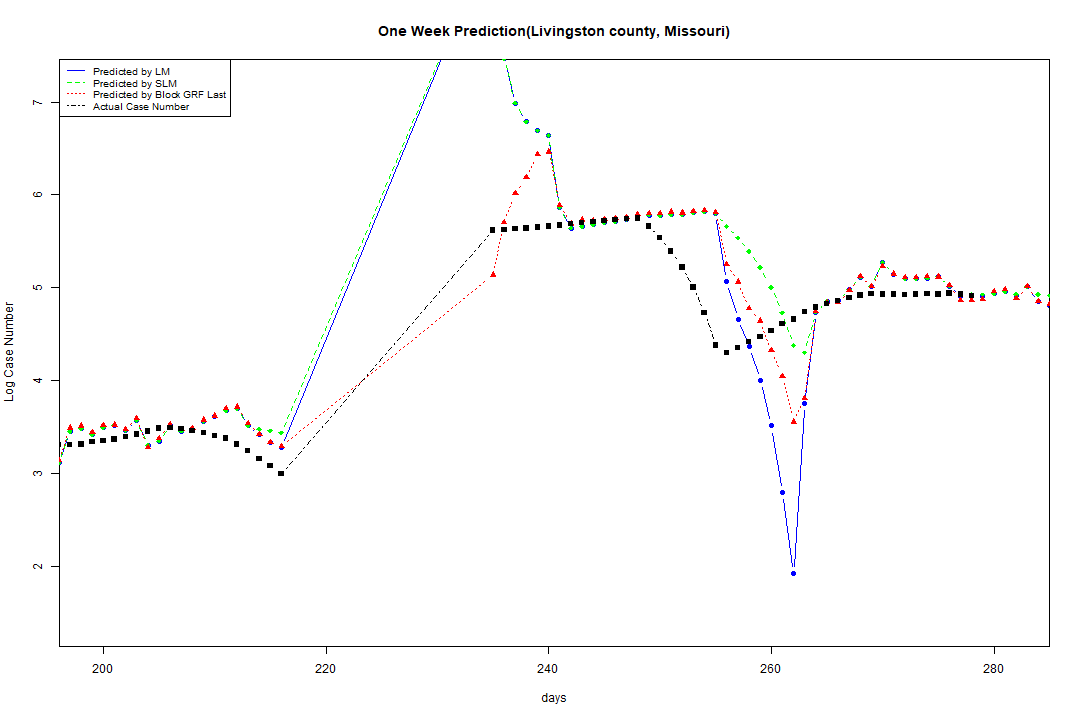 One Week Prediction(Livingston county, Missouri)
Predicted by LM
Predicted by SLM
Predicted by Block GRF Last
Actual Case Number
7
6
5
4
3
2
Log Case Number
200 220 240 260 280
days